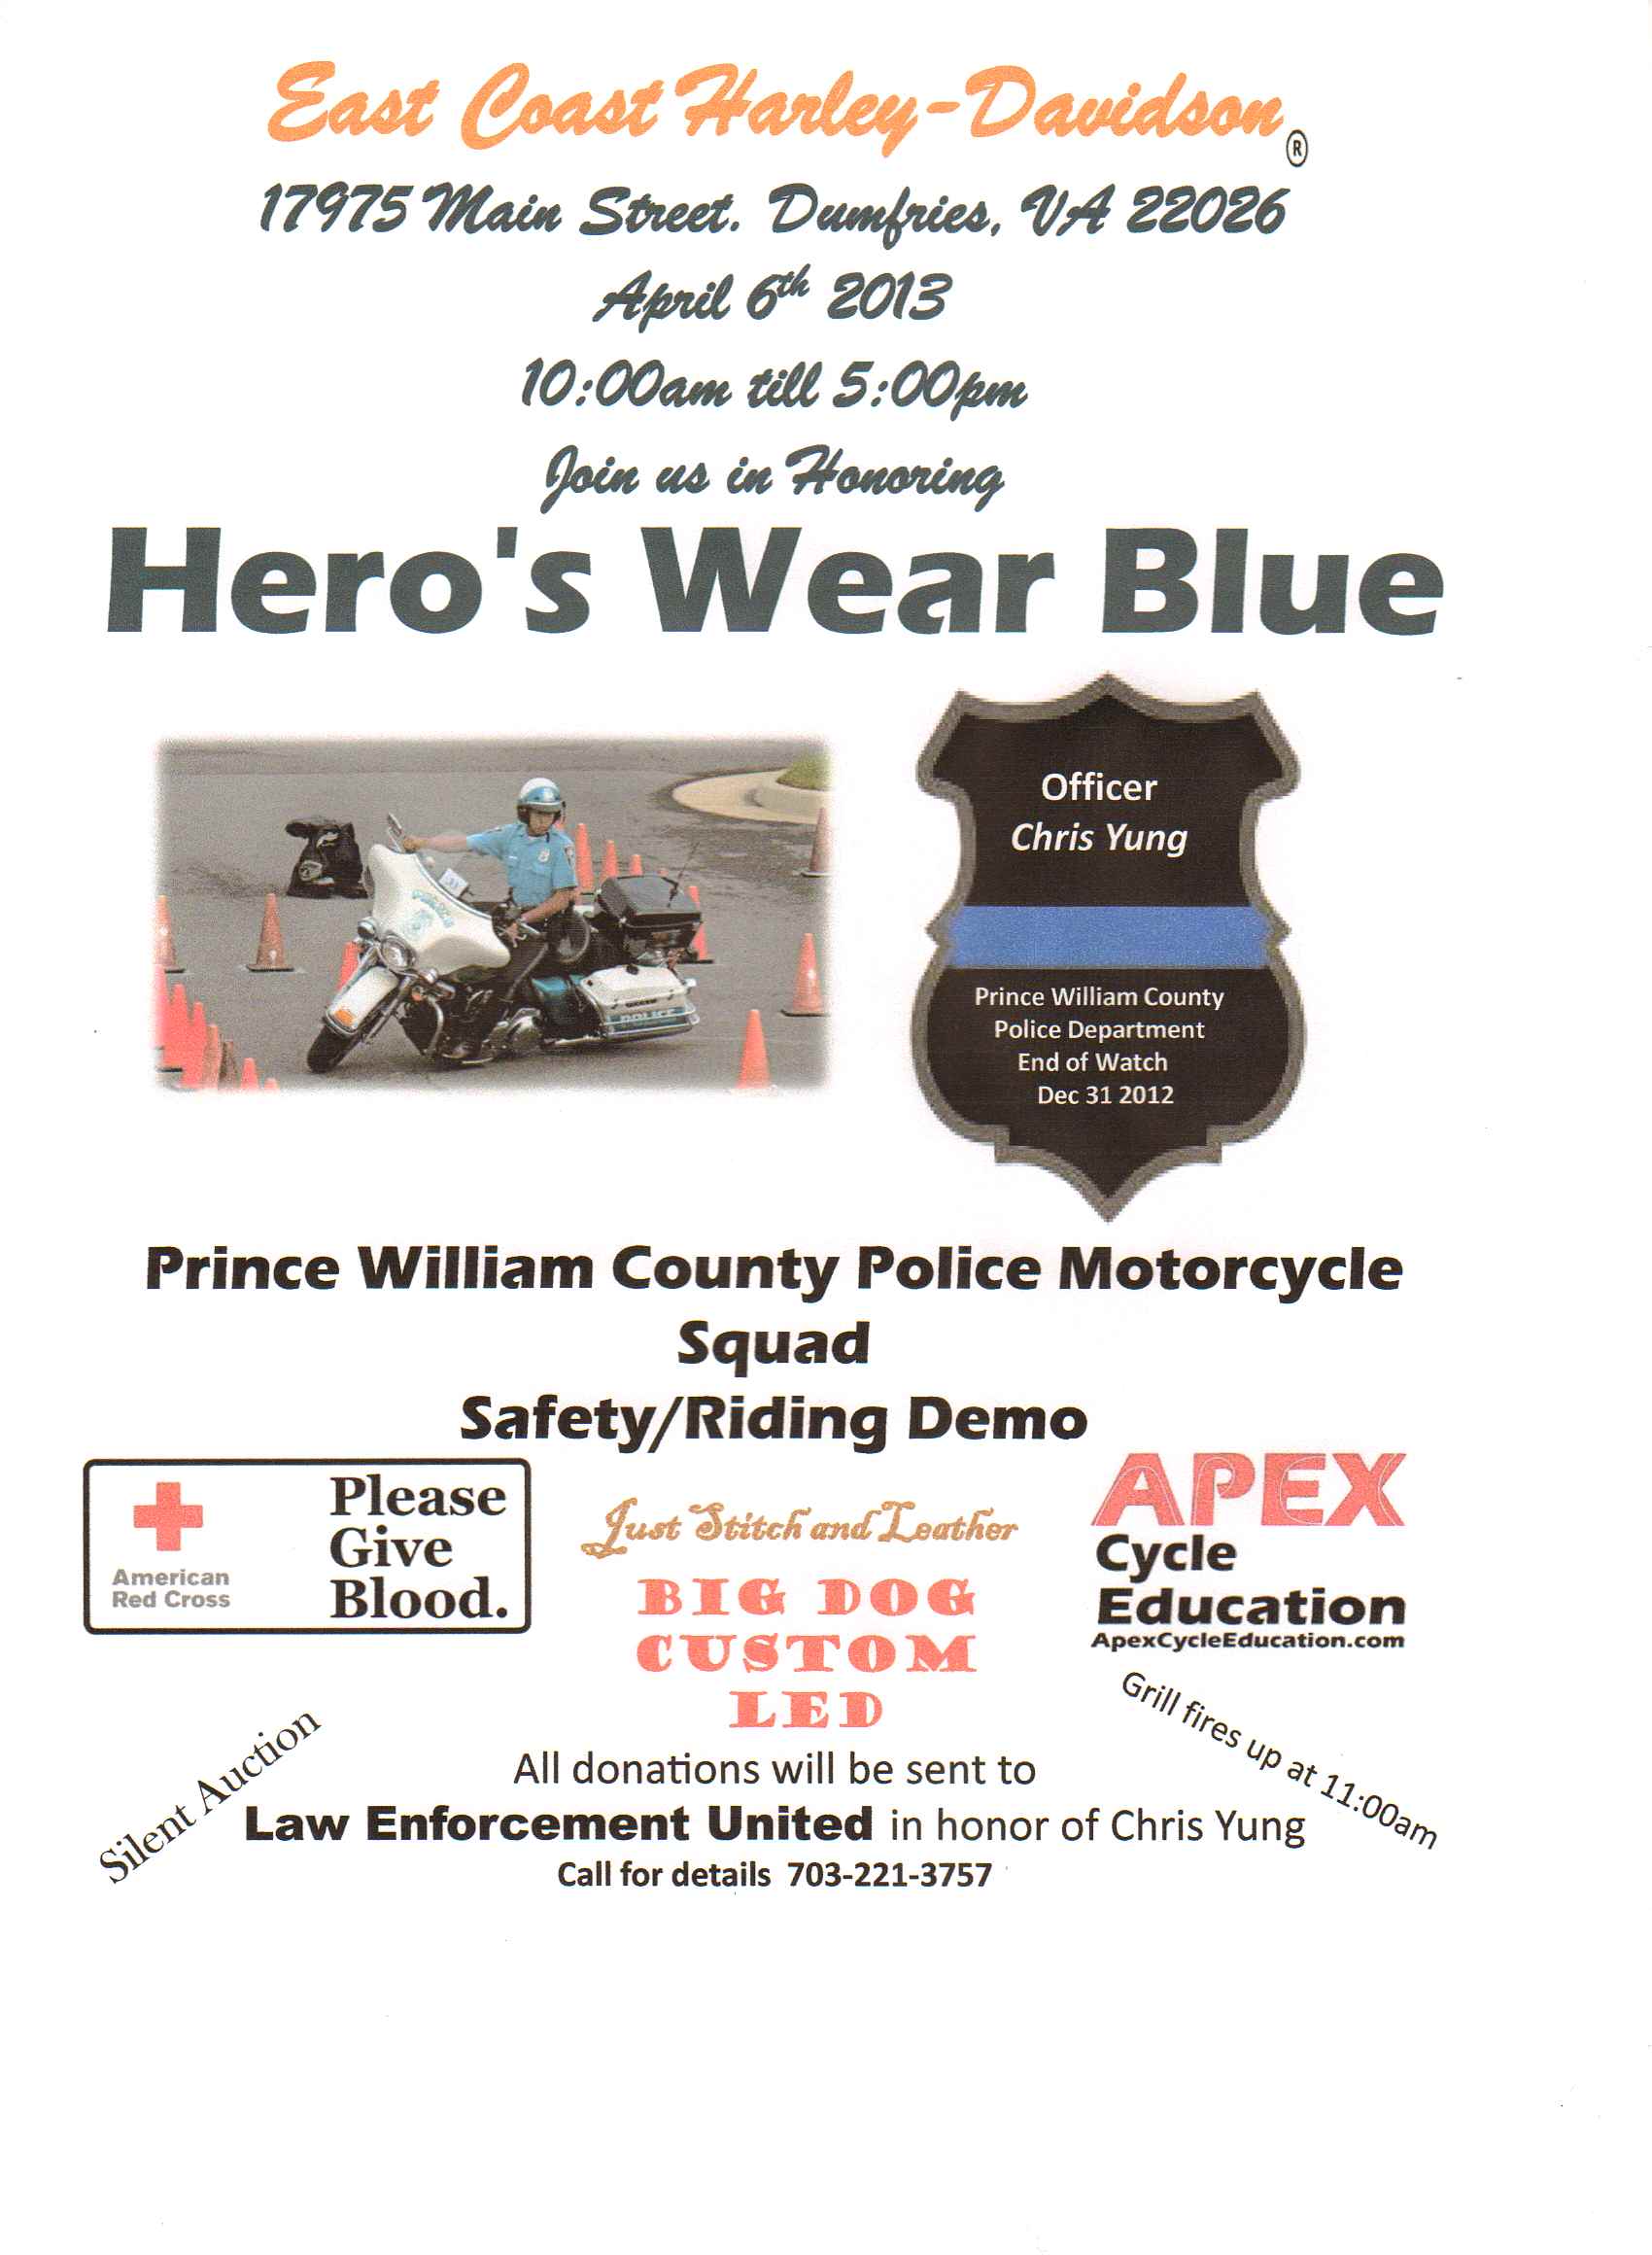 East Coast Harley-Davidson®
17975 Main Street. Dumfries, VA 22026
April 6th 2013
10:00am till 5:00pm
Join us in Honoring
Hero's Wear Blue
Officer
Chris Yung
Prince William County
Police Department
End of Watch
Dec 31 2012
POLICE
Prince William County Police Motorcycle
Squad
Safety/Riding Demo
American
Red Cross
Please
Give
Blood.
Just Stitch and Leather
BIG DOG
CUSTOM
LED
APEX
Cycle
Education
ApexCycleEducation.com
Silent Auction
Grill fires up at 11:00am
All donations will be sent to
Law Enforcement United in honor of Chris Yung
Call for details 703-221-3757